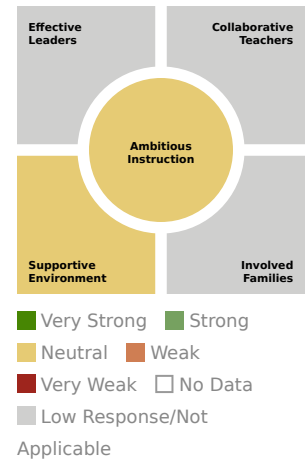 Effective
Leaders
Collaborative
Teachers
Ambitious
Instruction
Supportive
Environment
Involved
Families
Very Strong Strong
Neutral Weak
Very Weak No Data
Low Response/Not
Applicable